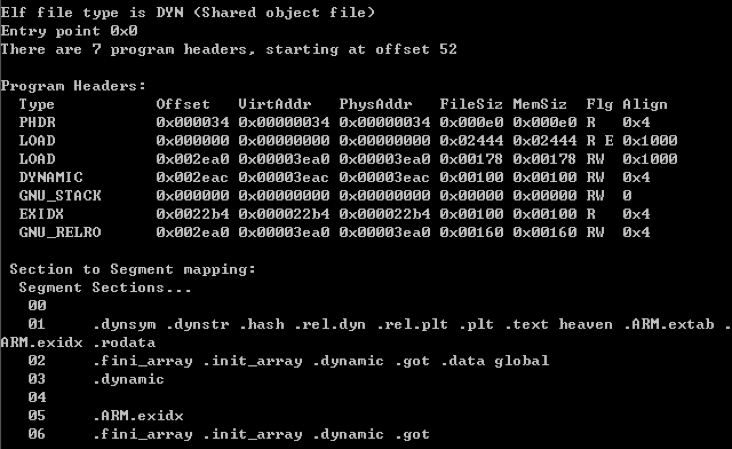 Elf file type is DYN (Shared object file)
Entry point 0x0
There are 7 program headers, starting at offset 52
Program Headers:
Type Offset VirtAddr PhysAddr FileSiz MemSiz Flg Align
PHDR 0x000034 0x00000034 0x00000034 0x000e0 0x000e0 R 0x4
LOAD 0x000000 0x00000000 0x00000000 0x02444 0x02444 R E 0x1000
LOAD 0x002ea0 0x00003ea0 0x00003ea0 0x00178 0x00178 RW 0x1000
DYNAMIC 0x002eac 0x00003eac 0x00003eac 0x00100 0x00100 RW 0x4
GNU_STACK 0x000000 0x00000000 0x00000000 0x00000 0x00000 RW 0
EXIDX 0x0022b4 0x000022b4 0x000022b4 0x00100 0x00100 R 0x4
GNU_RELRO 0x002ea0 0x00003ea0 0x00003ea0 0x00160 0x00160 RW 0x4
Section to Segment mapping:
Segment Sections...
00
01 .dynsym .dynstr .hash .rel.dyn .rel.plt .plt .text heaven .ARM.extab .
ARM.exidx .rodata
02 .fini_array .init_array .dynamic .got .data global
03 .dynamic
04
05 .ARM.exidx
06 .fini_array .init_array .dynamic .got